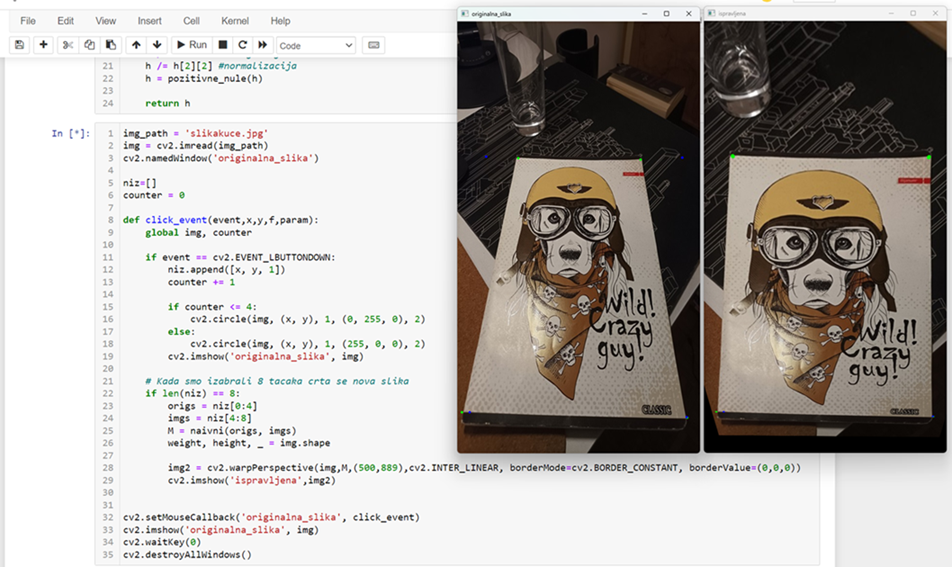 File Edit View Insert Cell Kernel Help
Run Code
21 h /= h[2][2] #normalizacija
22 h = pozitivne_nule(h)
23
24 return h
In [*]:
1 img_path = 'slikakuce.jpg'
2 img = cv2.imread(img_path)
3 cv2.namedWindow('originalna_slika')
4
5 niz=[]
6 counter = 0
7
8 def click_event(event,x,y,f,param):
9 global img, counter
10
11 if event == cv2.EVENT_LBUTTONDOWN:
12 niz.append([x, y, 1])
13 counter += 1
14
15 if counter <= 4:
16 cv2.circle(img, (x, y), 1, (0, 255, 0), 2)
17 else:
18 cv2.circle(img, (x, y), 1, (255, 0, 0), 2)
19 cv2.imshow('originalna_slika', img)
20
21 # Kada smo izabrali 8 tacaka crta se nova slika
22 if len(niz) == 8:
23 origs = niz[0:4]
24 imgs = niz[4:8]
25 M = naivni(origs, imgs)
26 weight, height, _ = img.shape
27
28 img2 = cv2.warpPerspective(img,M,(500,889),cv2.INTER_LINEAR, borderMode=cv2.BORDER_CONSTANT, borderValue=(0,0,0))
29 cv2.imshow('ispravljena',img2)
30
31
32 cv2.setMouseCallback('originalna_slika', click_event)
33 cv2.imshow('originalna_slika', img)
34 cv2.waitKey(0)
35 cv2.destroyAllWindows()
originalna_slika
Wild!
Crazy
guy!
CLASSIC
ispravljena
Wild!
Crazy
guy!
CLASSIC